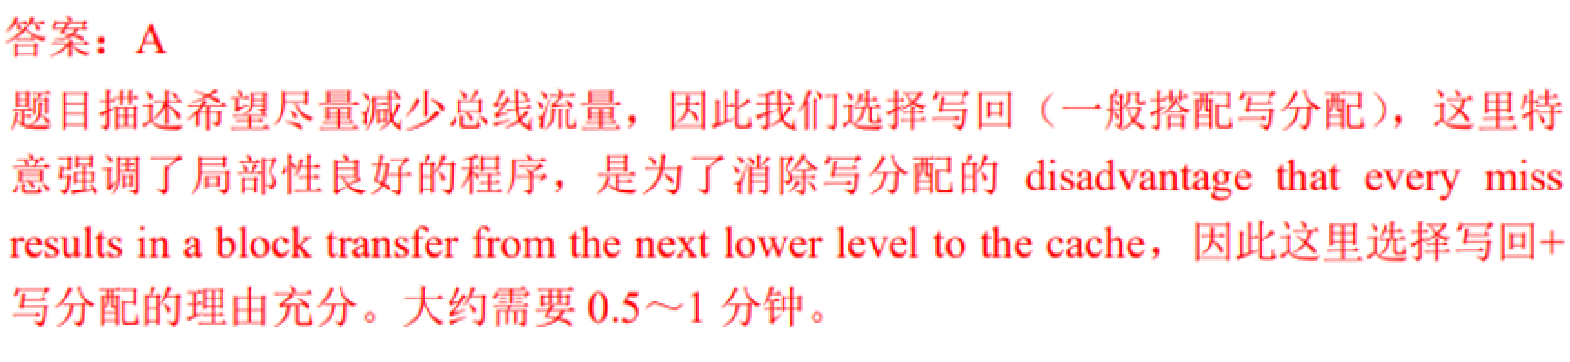 答案：A
题目描述希望尽量减少总线流量，因此我们选择写回（一般搭配写分配），这里特
意强调了局部性良好的程序，是为了消除写分配的 disadvantage that every miss
results in a block transfer from the next lower level to the cache，因此这里选择写回+
写分配的理由充分。大约需要 0.5～1 分钟。